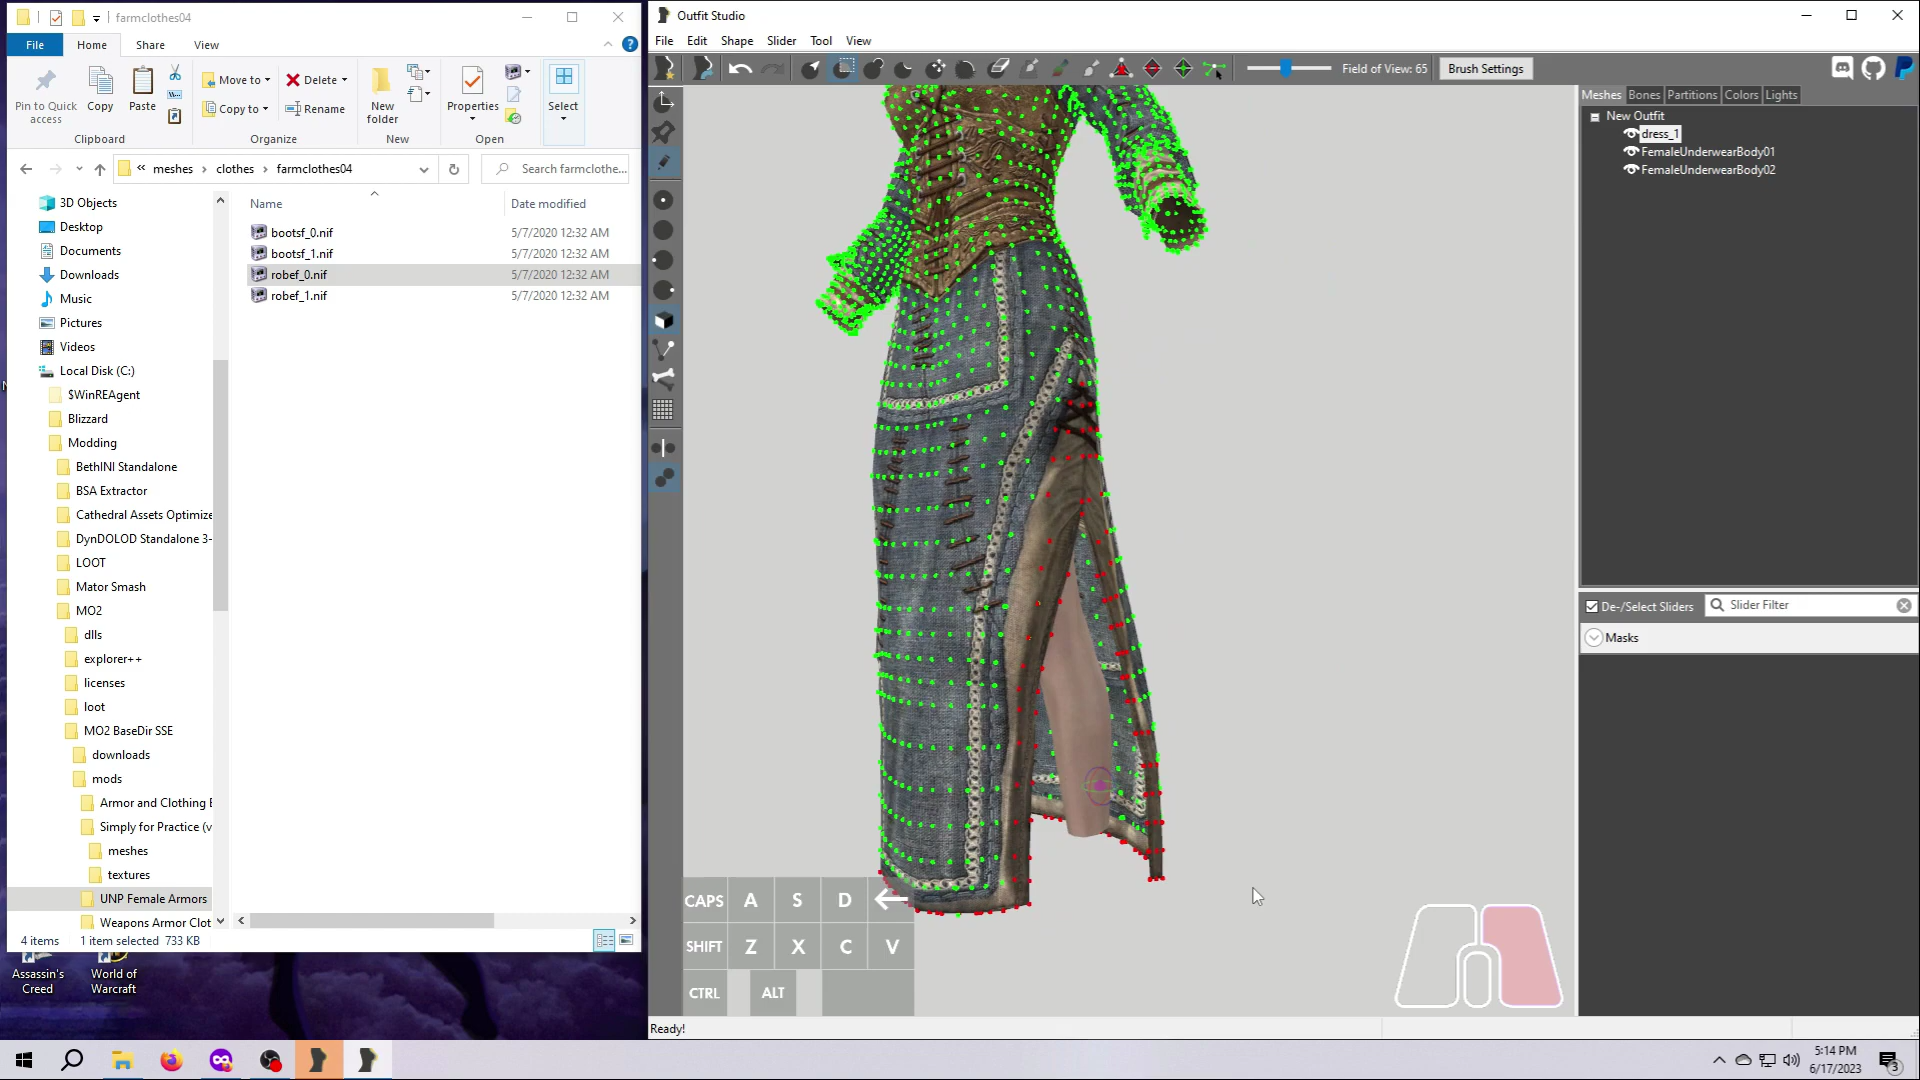 farmclothes04
File Home Share View
Pin to Quick access
Copy
Paste
Clipboard
Move to
Copy to
Delete
Rename
Organize
New folder
New
Properties
Open
Select
meshes clothes farmclothes04
Search farmclothe...
Name Date modified
bootsf_0.nif 5/7/2020 12:32 AM
bootsf_1.nif 5/7/2020 12:32 AM
robef_0.nif 5/7/2020 12:32 AM
robef_1.nif 5/7/2020 12:32 AM
3D Objects
Desktop
Documents
Downloads
Music
Pictures
Videos
Local Disk (C:)
$WinREAgent
Blizzard
Modding
BethINI Standalone
BSA Extractor
Cathedral Assets Optimize
DynDOLOD Standalone 3-
LOOT
Mator Smash
MO2
dlls
explorer++
licenses
loot
MO2 BaseDir SSE
downloads
mods
Armor and Clothing E
Simply for Practice (v
meshes
textures
UNP Female Armors
Weapons Armor Clot
4 items 1 item selected 733 KB
Assassin's Creed
World of Warcraft
Outfit Studio
File Edit Shape Slider Tool View
Field of View: 65
Brush Settings
Meshes Bones Partitions Colors Lights
New Outfit
dress_1
FemaleUnderwearBody01
FemaleUnderwearBody02
De-/Select Sliders
Slider Filter
Masks
CAPS A S D
SHIFT Z X C V
CTRL ALT
Ready!
5:14 PM
6/17/2023
3